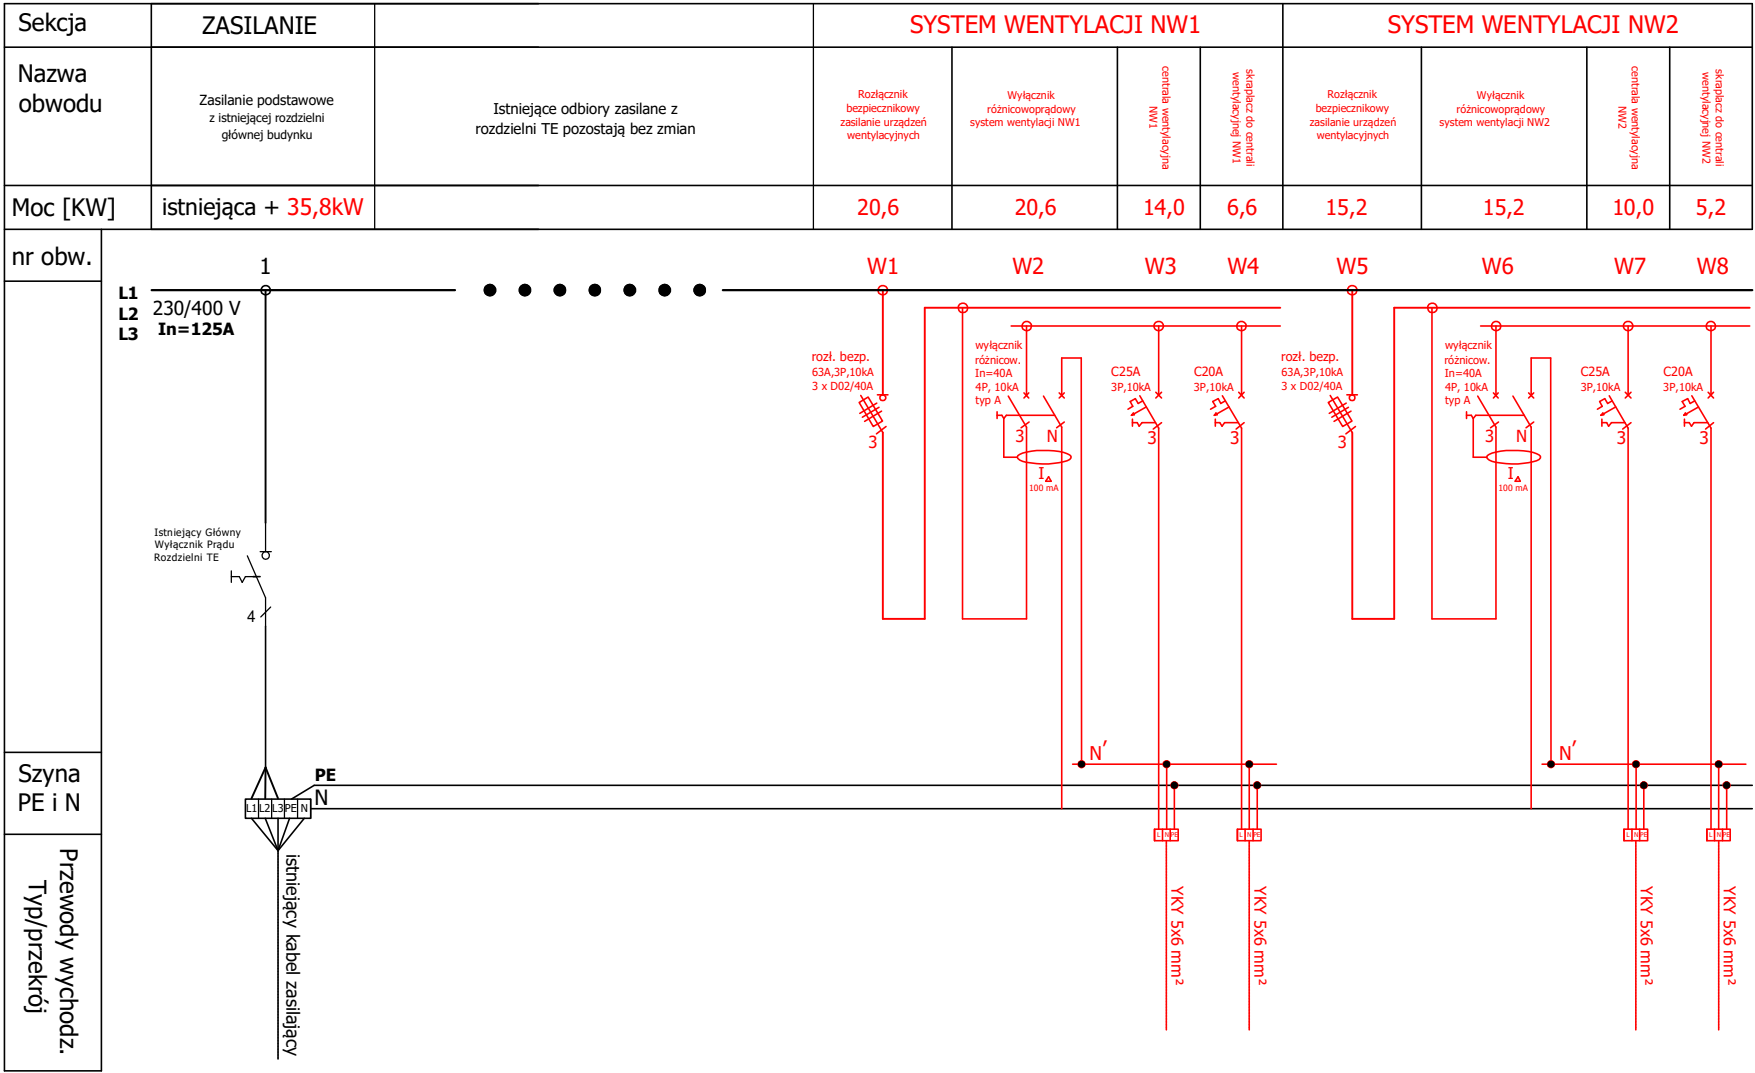 Sekcja
ZASILANIE
SYSTEM WENTYLACJI NW1
SYSTEM WENTYLACJI NW2
Nazwa
obwodu
Zasilanie podstawowe
z istniejącej rozdzielni
głównej budynku
Istniejące odbiory zasilane z
rozdzielni TE pozostają bez zmian
Rozłącznik
bezpiecznikowy
zasilanie urządzeń
wentylacyjnych
Wyłącznik
różnicowoprądowy
system wentylacji NW1
centrala wentylacyjna
NW1
skraplacz do centrali
wentylacyjnej NW1
Rozłącznik
bezpiecznikowy
zasilanie urządzeń
wentylacyjnych
Wyłącznik
różnicowoprądowy
system wentylacji NW2
centrala wentylacyjna
NW2
skraplacz do centrali
wentylacyjnej NW2
Moc [KW]
istniejąca + 35,8kW
20,6
20,6
14,0
6,6
15,2
15,2
10,0
5,2
nr obw.
1
W1
W2
W3
W4
W5
W6
W7
W8
L1
L2
L3
230/400 V
In=125A
rozł. bezp.
63A,3P,10kA
3 x D02/40A
3
wyłącznik
różnicow.
In=40A
4P, 10kA
typ A
3
N
I△
100 mA
C25A
3P,10kA
3
C20A
3P,10kA
3
rozł. bezp.
63A,3P,10kA
3 x D02/40A
3
wyłącznik
różnicow.
In=40A
4P, 10kA
typ A
3
N
I△
100 mA
C25A
3P,10kA
3
C20A
3P,10kA
3
Istniejący Główny
Wyłącznik Prądu
Rozdzielni TE
4
Szyna
PE i N
PE
N
L1 L2 L3 PE N
N'
N'
L N PE
L N PE
L N PE
L N PE
Przewody wychodz.
Typ/przekrój
istniejący kabel zasilający
YKY 5x6 mm²
YKY 5x6 mm²
YKY 5x6 mm²
YKY 5x6 mm²